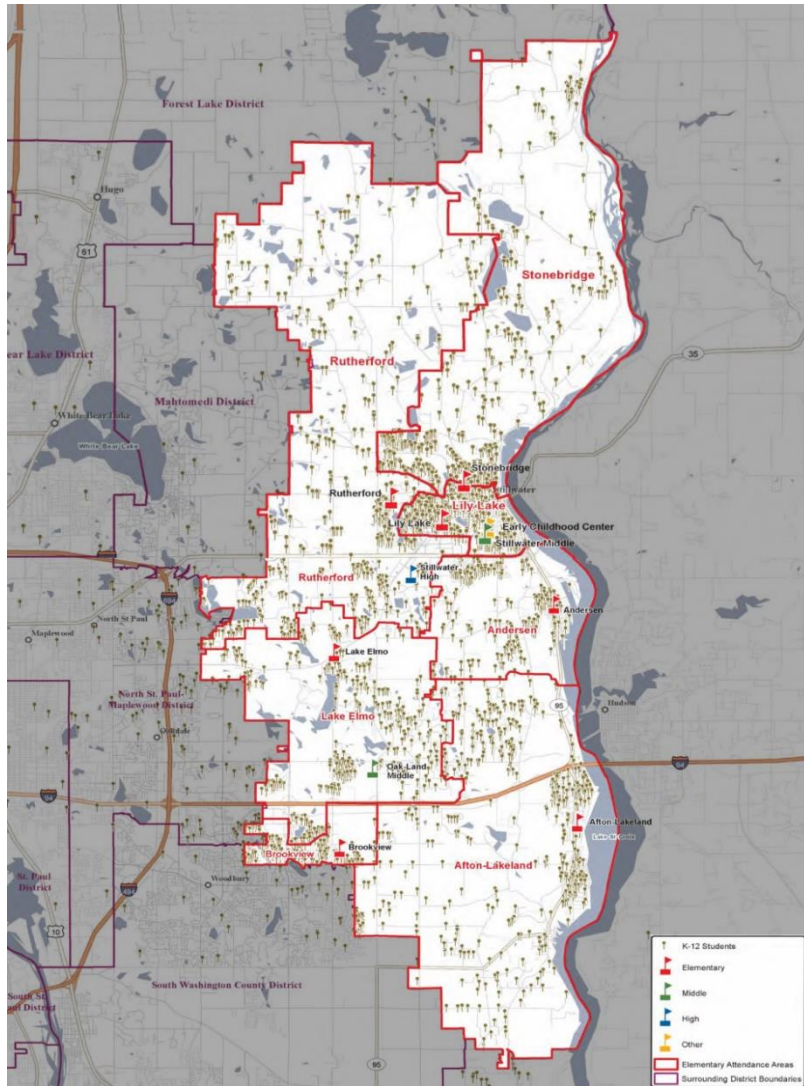 Forest Lake District
Hugo
61
Stonebridge
Rutherford
35
ear Lake District
Mahtomedi District
White Bear Lake
White Bear Lake
Stonebridge
Rutherford
Stillwater
Lily Lake
Lily Lake
Early Childhood Center
Stillwater Middle
Stillwater
High
Rutherford
Andersen
Andersen
North St Paul
Maplewood
Lake Elmo
North St. Paul-
Maplewood District
Lake Elmo
95
Hudson
Oakdale
Oak-Land
Middle
94
94
Afton-Lakeland
Brookview
Brookview
Afton-Lakeland
St. Paul
District
Woodbury
10
South Washington County District
South St
aul District
95
K-12 Students
Elementary
Middle
High
Other
Elementary Attendance Areas
Surrounding District Boundaries